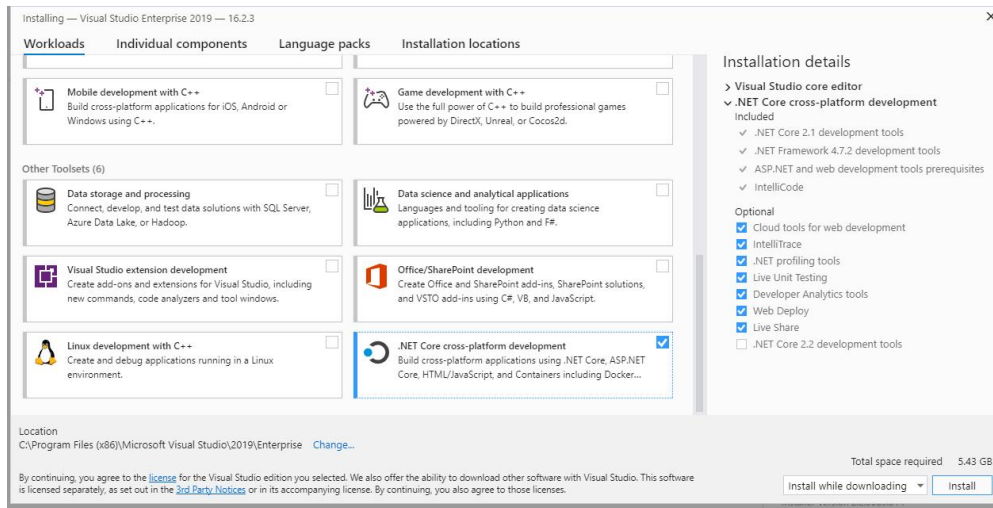 Installing — Visual Studio Enterprise 2019 — 16.2.3
Workloads
Individual components
Language packs
Installation locations
Mobile development with C++
Build cross-platform applications for iOS, Android or
Windows using C++.
Game development with C++
Use the full power of C++ to build professional games
powered by DirectX, Unreal, or Cocos2d.
Other Toolsets (6)
Data storage and processing
Connect, develop, and test data solutions with SQL Server,
Azure Data Lake, or Hadoop.
Data science and analytical applications
Languages and tooling for creating data science
applications, including Python and F#.
Visual Studio extension development
Create add-ons and extensions for Visual Studio, including
new commands, code analyzers and tool windows.
Office/SharePoint development
Create Office and SharePoint add-ins, SharePoint solutions,
and VSTO add-ins using C#, VB, and JavaScript.
Linux development with C++
Create and debug applications running in a Linux
environment.
.NET Core cross-platform development
Build cross-platform applications using .NET Core, ASP.NET
Core, HTML/JavaScript, and Containers including Docker...
Installation details
Visual Studio core editor
.NET Core cross-platform development
Included
.NET Core 2.1 development tools
.NET Framework 4.7.2 development tools
ASP.NET and web development tools prerequisites
IntelliCode
Optional
Cloud tools for web development
IntelliTrace
.NET profiling tools
Live Unit Testing
Developer Analytics tools
Web Deploy
Live Share
.NET Core 2.2 development tools
Location
C:\Program Files (x86)\Microsoft Visual Studio\2019\Enterprise Change...
Total space required 5.43 GB
By continuing, you agree to the license for the Visual Studio edition you selected. We also offer the ability to download other software with Visual Studio. This software
is licensed separately, as set out in the 3rd Party Notices or in its accompanying license. By continuing, you also agree to those licenses.
Install while downloading
Install